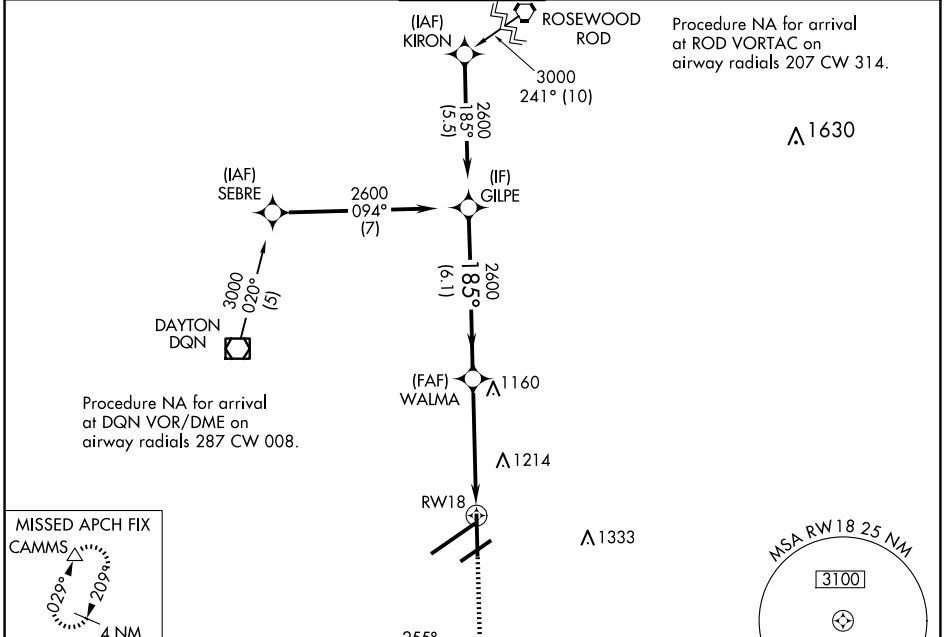 (IAF)
KIRON
ROSEWOOD
ROD
Procedure NA for arrival
at ROD VORTAC on
airway radials 207 CW 314.
3000
241° (10)
2600
185°
(5.5)
1630
(IAF)
SEBRE
2600
094°
(7)
(IF)
GILPE
3000
020°
(5)
2600
185°
(6.1)
DAYTON
DQN
(FAF)
WALMA
1160
Procedure NA for arrival
at DQN VOR/DME on
airway radials 287 CW 008.
1214
RW18
1333
MISSED APCH FIX
CAMMS
029°
209°
4 NM
MSA RW18 25 NM
3100
255°